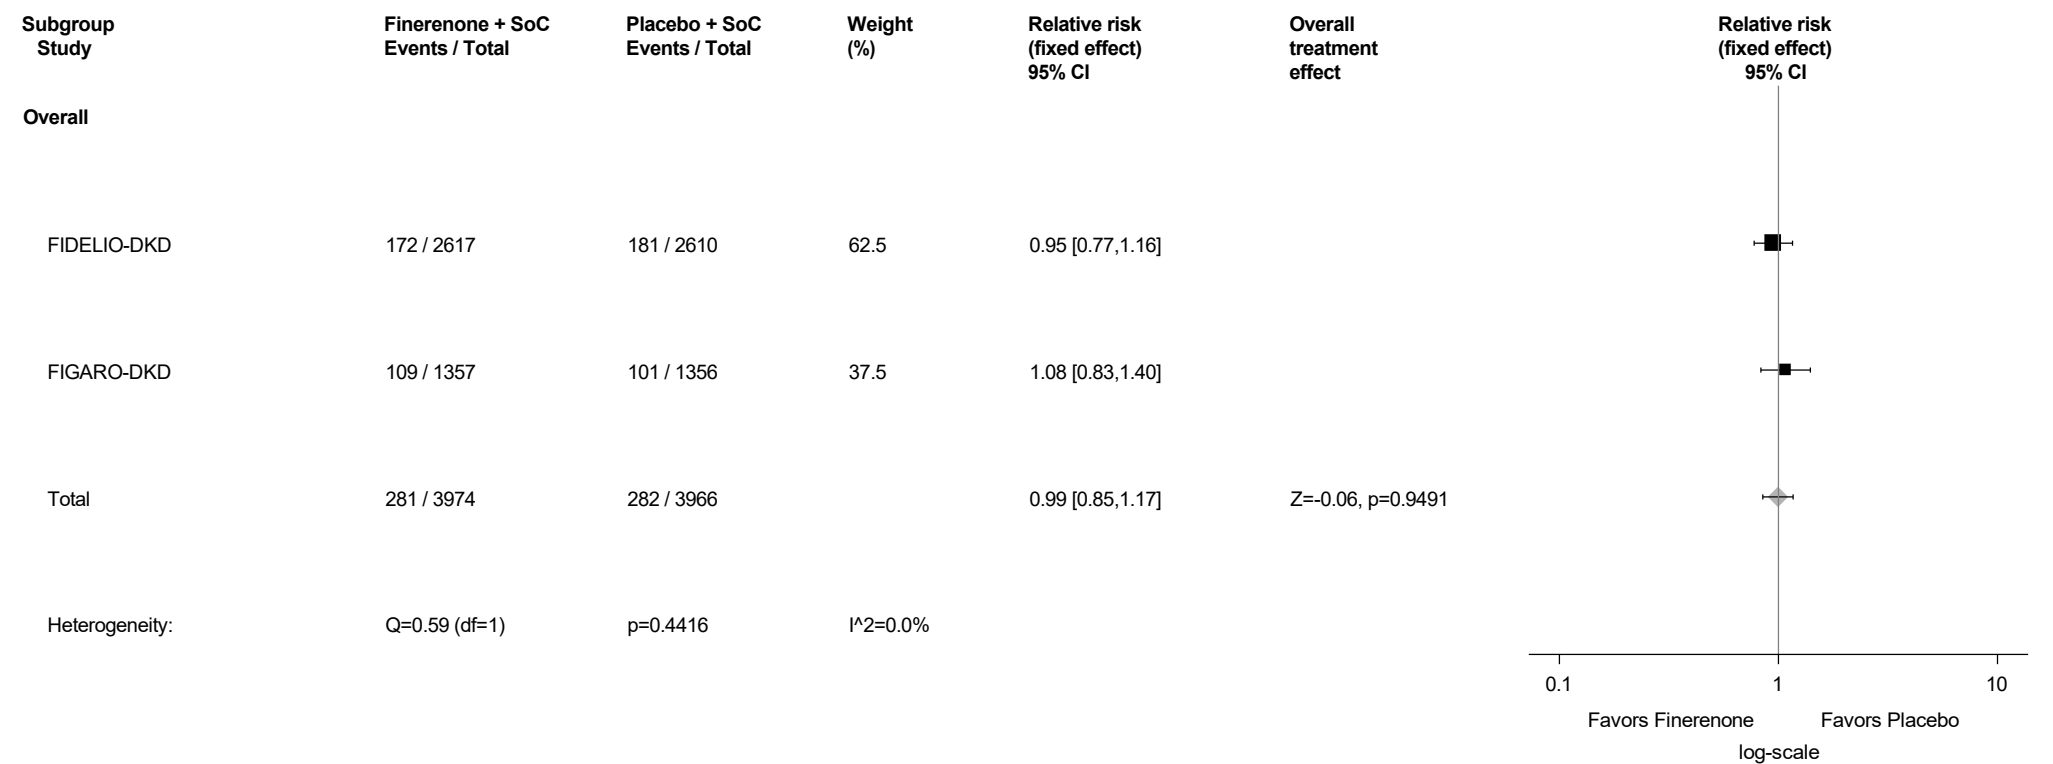 Subgroup Finerenone + SoC Placebo + SoC Weight Relative risk Overall Relative risk
Study Events / Total Events / Total (%) (fixed effect) treatment (fixed effect)
95% CI effect 95% CI
Overall
FIDELIO-DKD 172 / 2617 181 / 2610 62.5 0.95 [0.77,1.16]
FIGARO-DKD 109 / 1357 101 / 1356 37.5 1.08 [0.83,1.40]
Total 281 / 3974 282 / 3966 0.99 [0.85,1.17] Z=-0.06, p=0.9491
Heterogeneity: Q=0.59 (df=1) p=0.4416 I^2=0.0%
0.1 1 10
Favors Finerenone Favors Placebo
log-scale